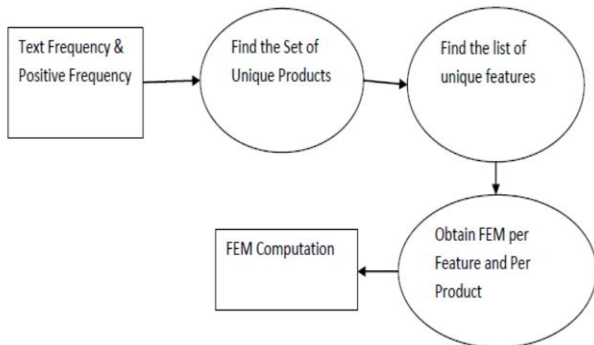 Text Frequency &
Positive Frequency
Find the Set of
Unique Products
Find the list of
unique features
Obtain FEM per
Feature and Per
Product
FEM Computation